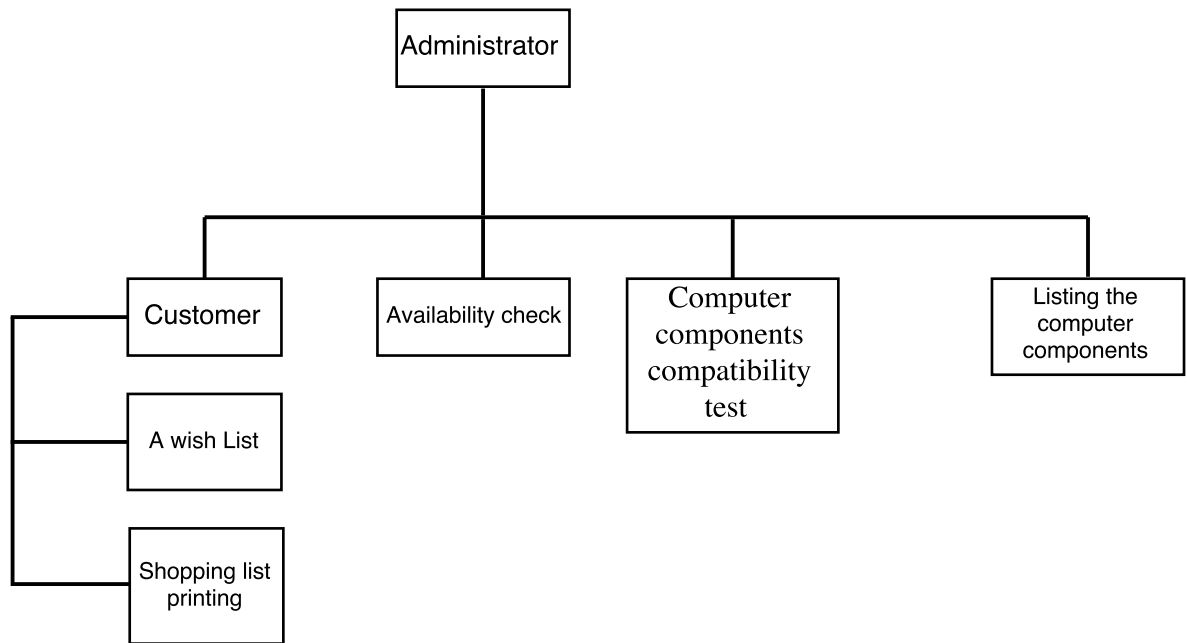 Administrator
Customer
Availability check
Computer
components
compatibility
test
Listing the
computer
components
A wish List
Shopping list
printing